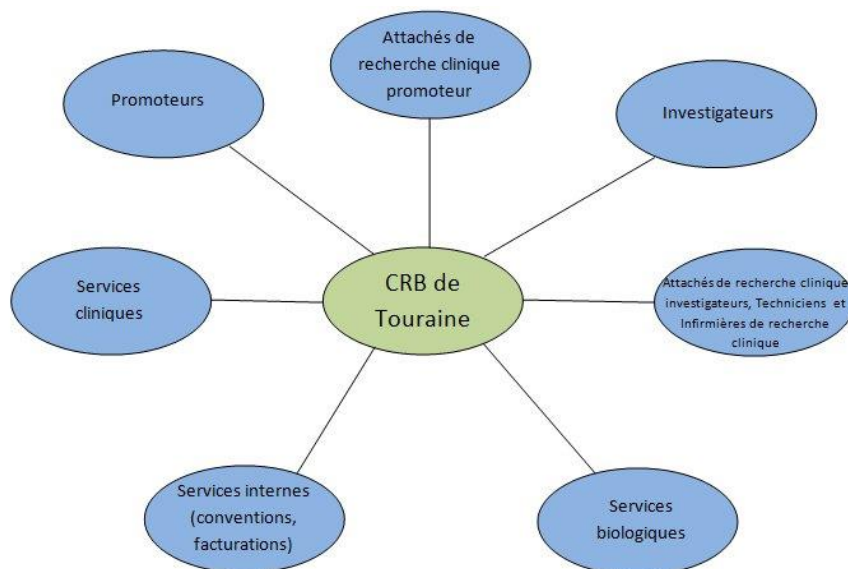 Attachés de
recherche clinique
promoteur
Promoteurs
Investigateurs
CRB de
Touraine
Services
cliniques
Attachés de recherche clinique
investigateurs, Techniciens et
Infirmières de recherche
clinique
Services internes
(conventions,
facturations)
Services
biologiques